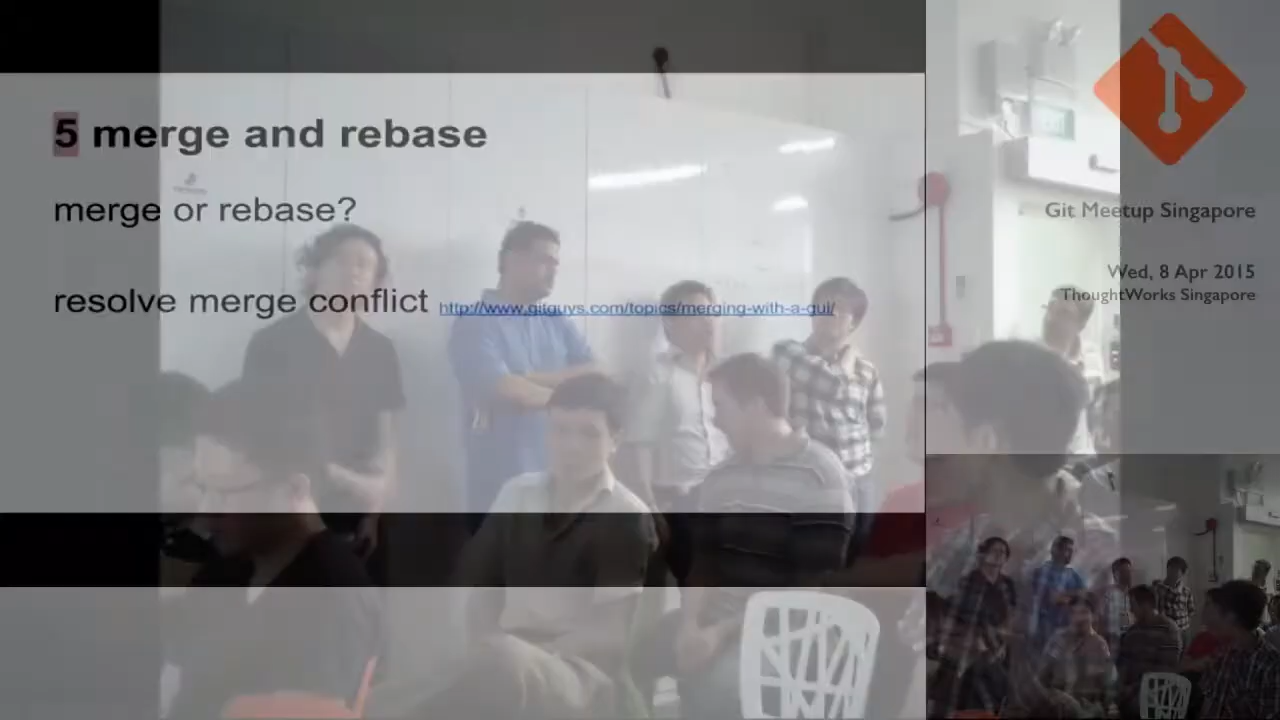 5 merge and rebase
merge or rebase?
resolve merge conflict http://www.gitguys.com/topics/merging-with-a-gui/
Git Meetup Singapore
Wed, 8 Apr 2015
ThoughtWorks Singapore